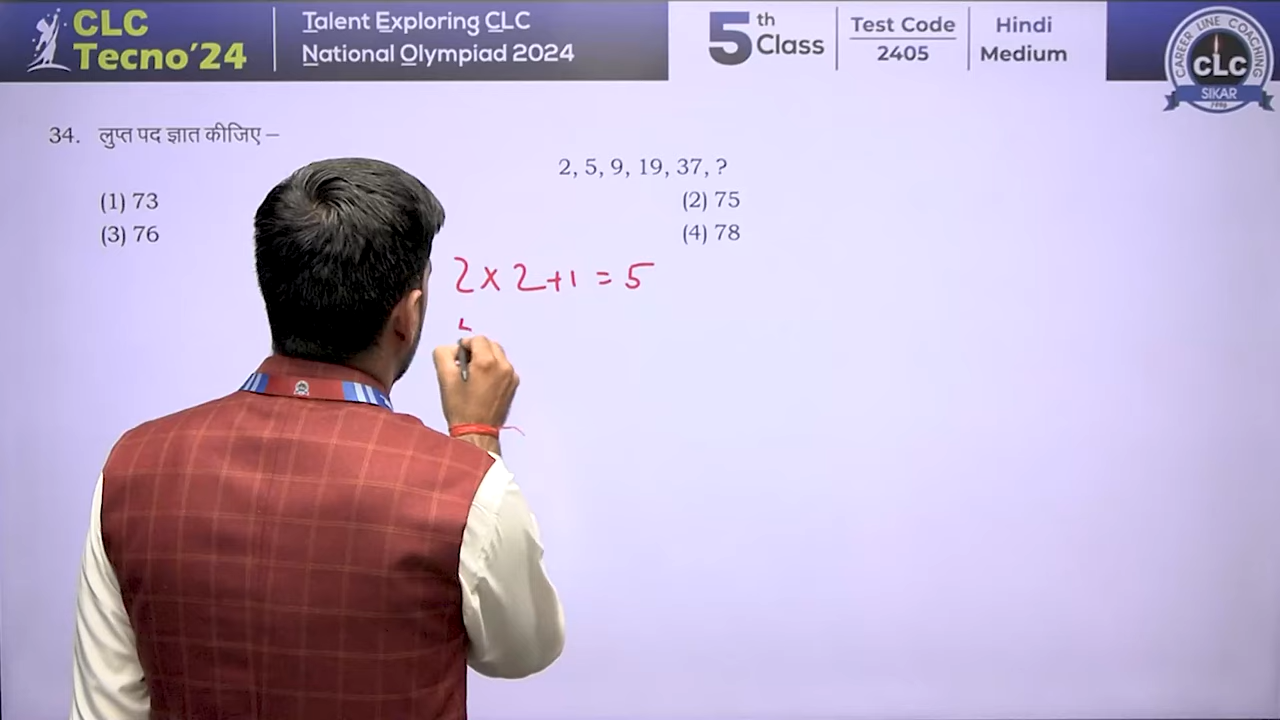 CLC
Tecno'24
Talent Exploring CLC
National Olympiad 2024
5th Class
Test Code
2405
Hindi
Medium
CAREER LINE COACHING
CLC
SIKAR
34. लुप्त पद ज्ञात कीजिए –
2, 5, 9, 19, 37, ?
(1) 73 (2) 75
(3) 76 (4) 78
2 × 2 + 1 = 5